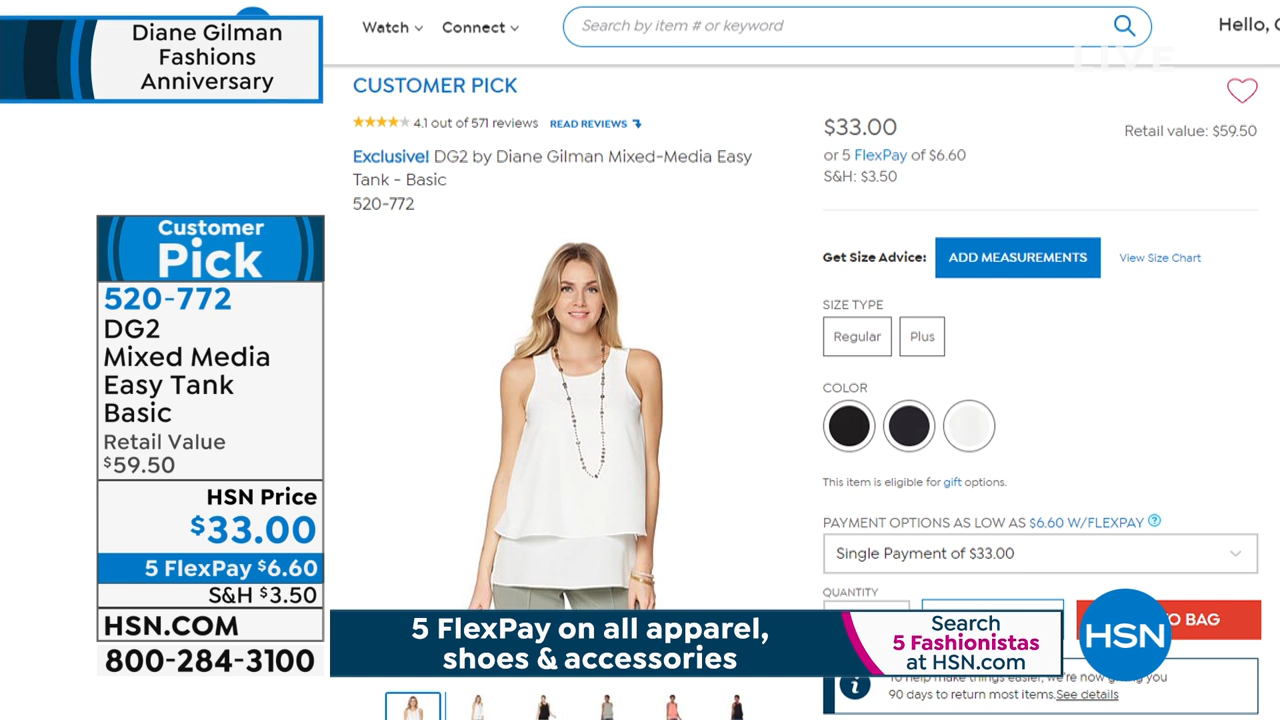 Diane Gilman
Fashions
Anniversary
Watch
Connect
Search by item # or keyword
Hello,
LIVE
CUSTOMER PICK
4.1 out of 571 reviews READ REVIEWS
Exclusive! DG2 by Diane Gilman Mixed-Media Easy
Tank - Basic
520-772
$33.00
Retail value: $59.50
or 5 FlexPay of $6.60
S&H: $3.50
Get Size Advice: ADD MEASUREMENTS View Size Chart
SIZE TYPE
Regular Plus
COLOR
This item is eligible for gift options.
PAYMENT OPTIONS AS LOW AS $6.60 W/FLEXPAY ?
Single Payment of $33.00
QUANTITY
TO BAG
90 days to return most items. See details
Customer
Pick
520-772
DG2
Mixed Media
Easy Tank
Basic
Retail Value
$59.50
HSN Price
$33.00
5 FlexPay $6.60
S&H $3.50
HSN.COM
800-284-3100
5 FlexPay on all apparel,
shoes & accessories
Search
5 Fashionistas
at HSN.com
HSN